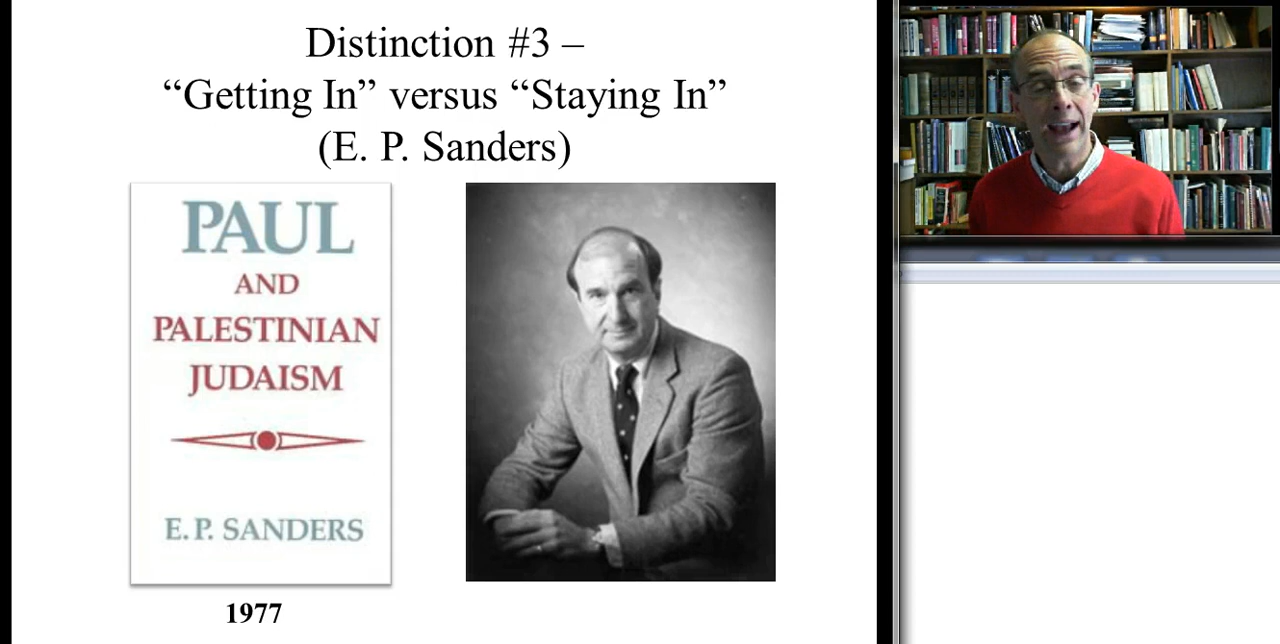 Distinction #3 –
“Getting In” versus “Staying In”
(E. P. Sanders)
PAUL
AND
PALESTINIAN
JUDAISM
E. P. SANDERS
1977